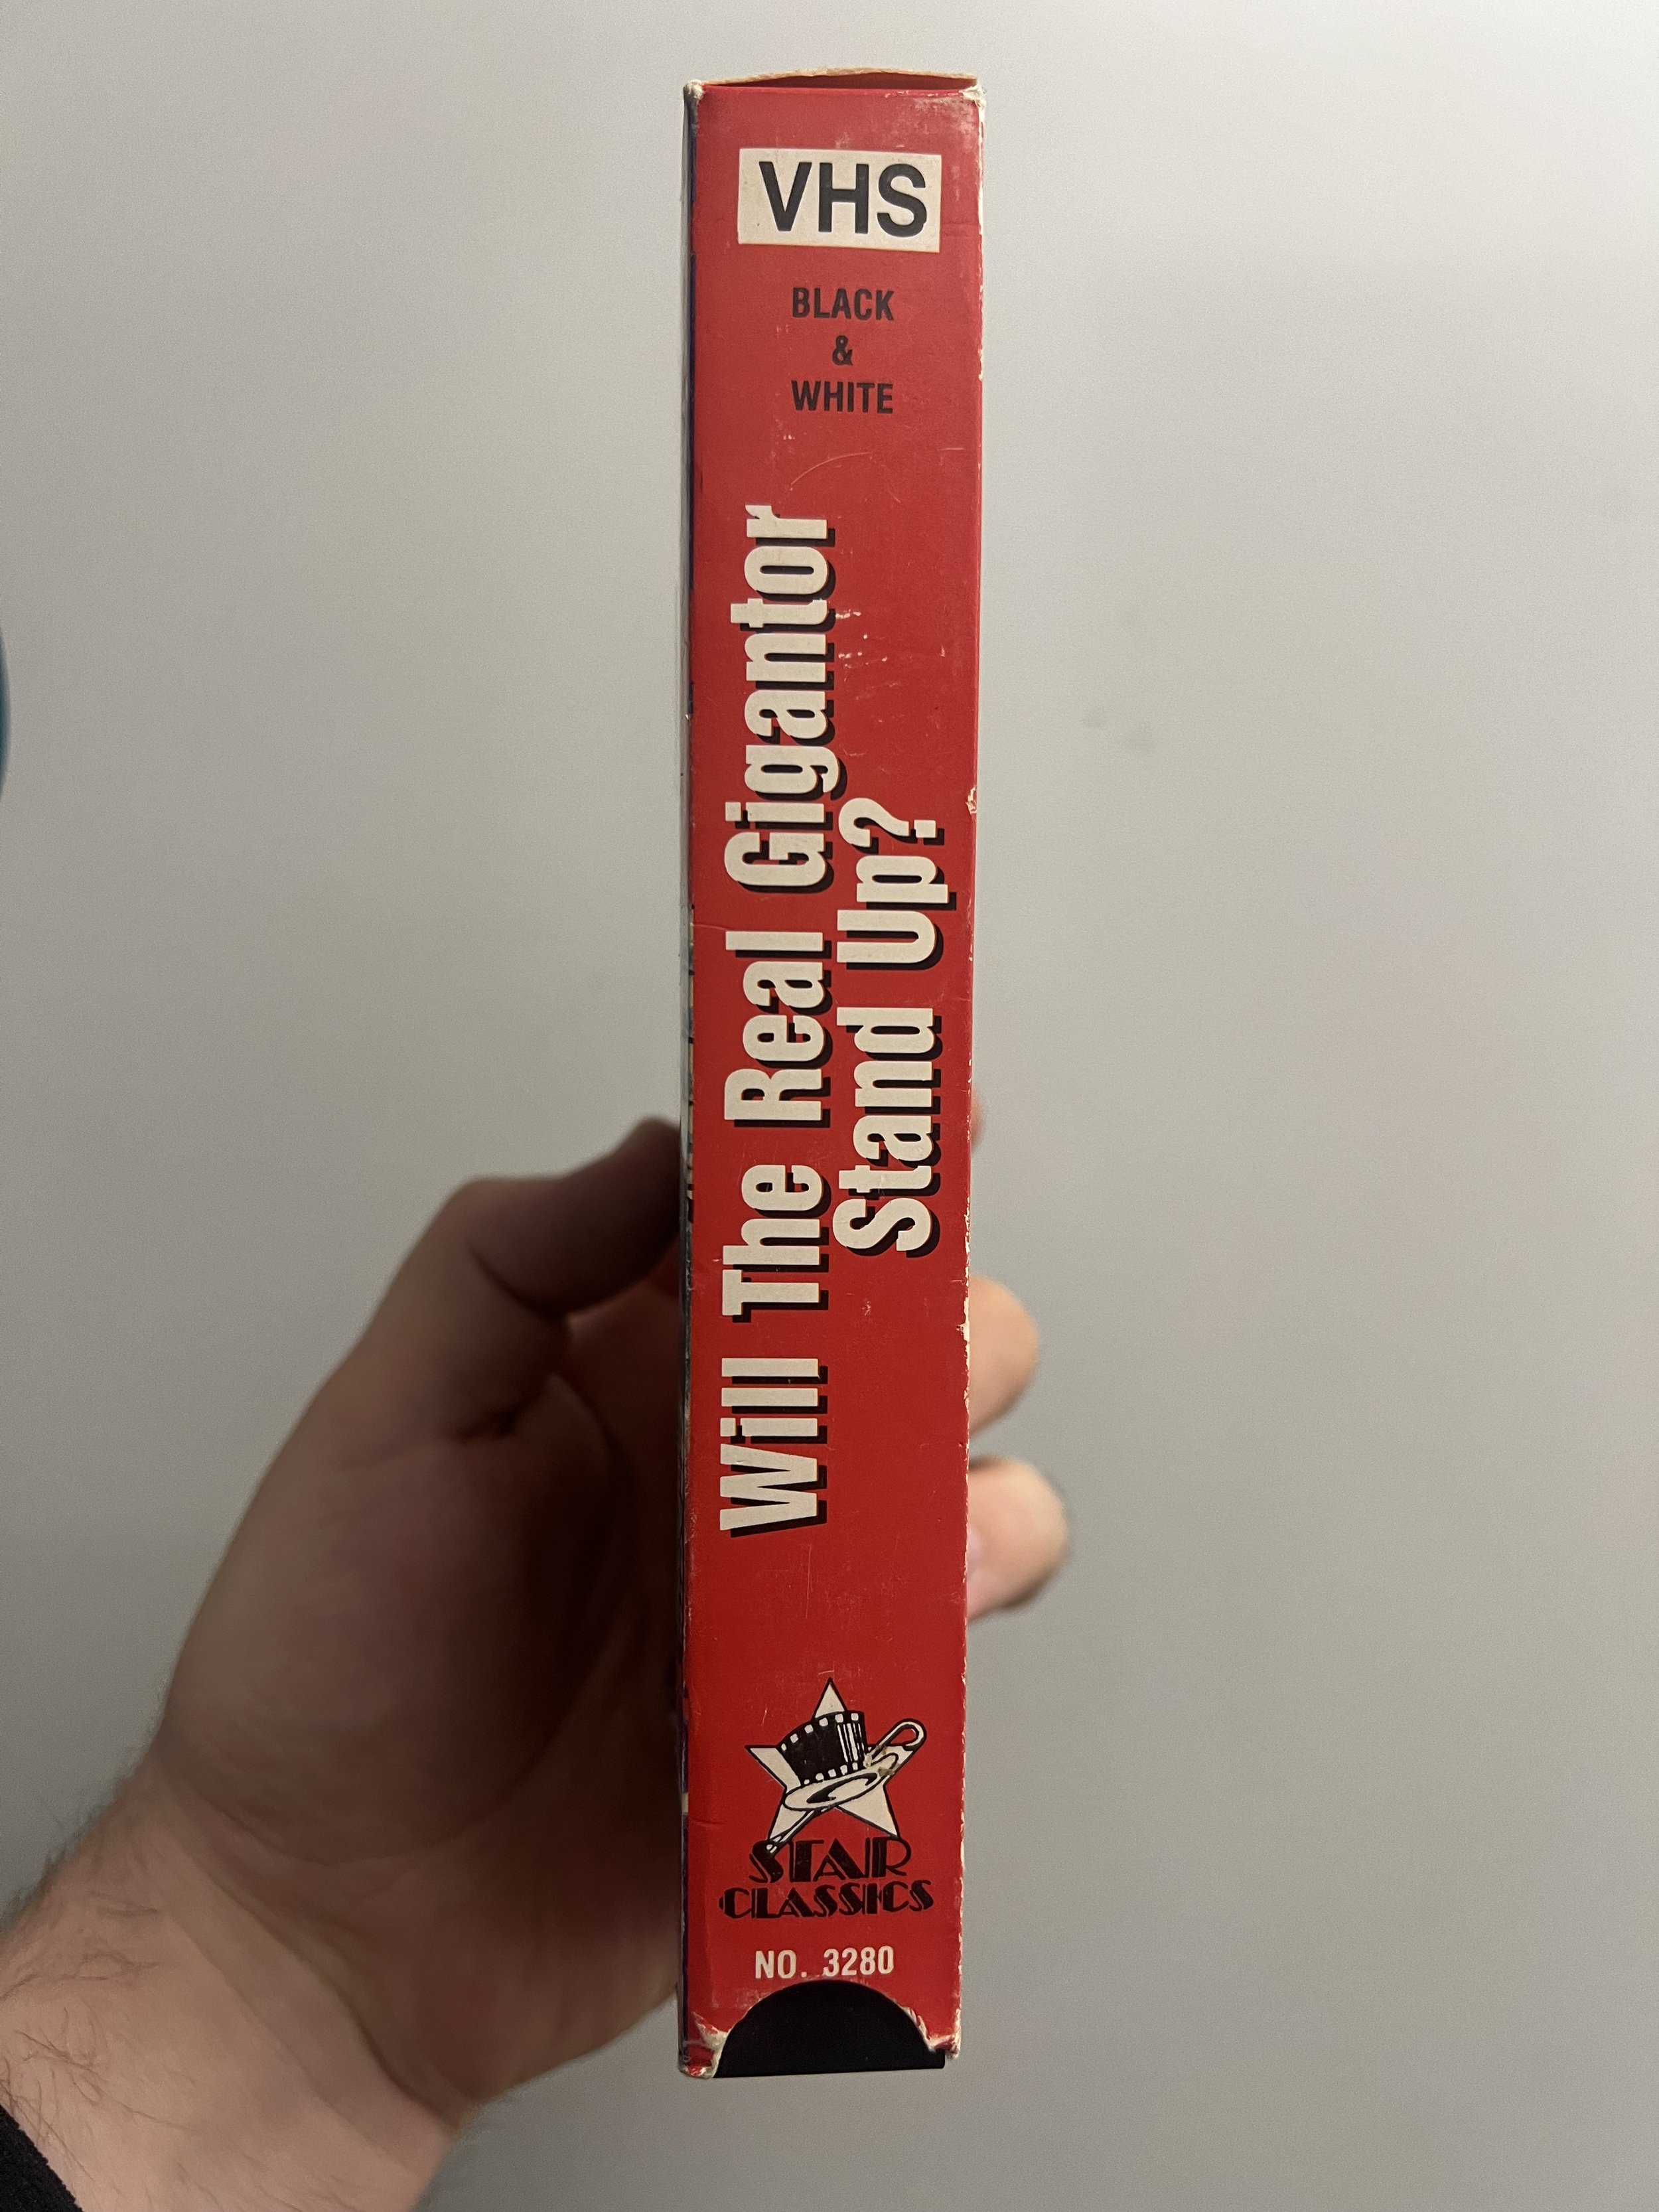 VHS
BLACK
&
WHITE
Will The Real Gigantor
Stand Up?
STAR
CLASSICS
NO. 3280